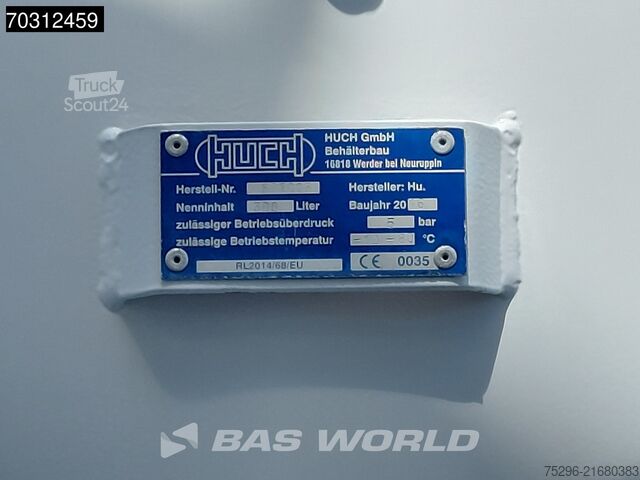 70312459
Truck
Scout24
HUCH
HUCH GmbH
Behälterbau
16818 Werder bei Neuruppin
Herstell-Nr.
Hersteller: Hu.
Nenninhalt 300 Liter
Baujahr 20
zulässiger Betriebsüberdruck 5 bar
zulässige Betriebstemperatur °C
RL2014/68/EU
CE 0035
BAS WORLD
75296-21680383